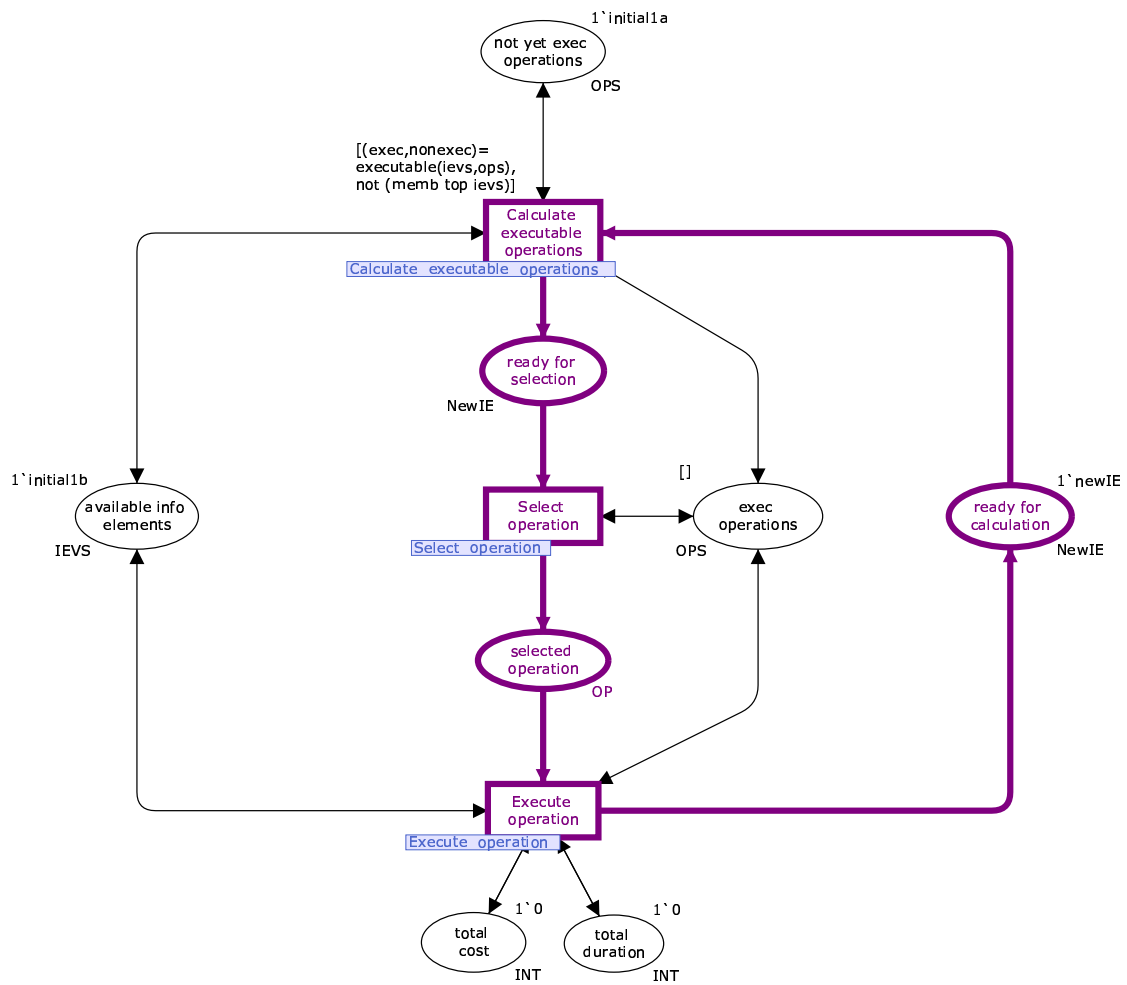 1`initial1a
not yet exec
operations
OPS
[(exec,nonexec)=
executable(ievs,ops),
not (memb top ievs)]
Calculate
executable
operations
Calculate executable operations
ready for
selection
NewIE
1`initial1b
available info
elements
IEVS
Select
operation
Select operation
[]
exec
operations
OPS
1`newIE
ready for
calculation
NewIE
selected
operation
OP
Execute
operation
Execute operation
1`0
total
cost
INT
1`0
total
duration
INT